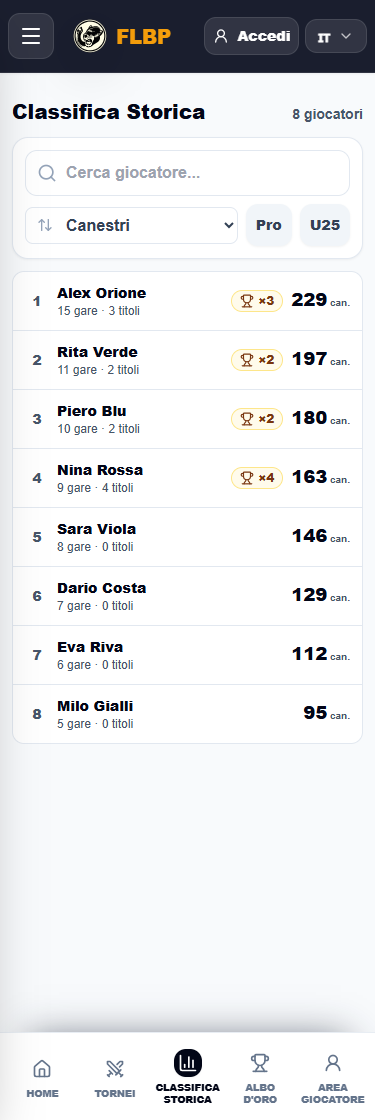 FLBP
Accedi
IT
Classifica Storica
8 giocatori
Cerca giocatore...
Canestri
Pro
U25
1
Alex Orione
15 gare · 3 titoli
×3
229 can.
2
Rita Verde
11 gare · 2 titoli
×2
197 can.
3
Piero Blu
10 gare · 2 titoli
×2
180 can.
4
Nina Rossa
9 gare · 4 titoli
×4
163 can.
5
Sara Viola
8 gare · 0 titoli
146 can.
6
Dario Costa
7 gare · 0 titoli
129 can.
7
Eva Riva
6 gare · 0 titoli
112 can.
8
Milo Gialli
5 gare · 0 titoli
95 can.
HOME
TORNEI
CLASSIFICA
STORICA
ALBO
D'ORO
AREA
GIOCATORE